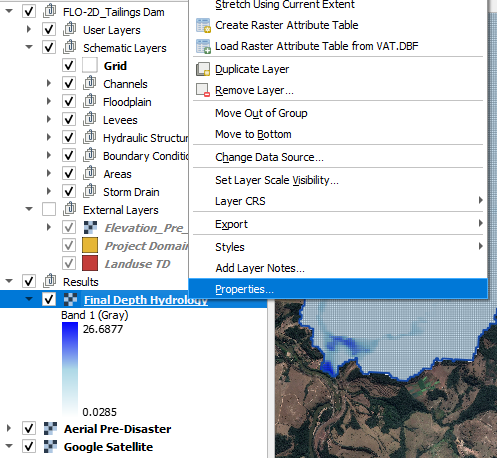 FLO-2D_Tailings Dam
User Layers
Schematic Layers
Grid
Channels
Floodplain
Levees
Hydraulic Structur
Boundary Conditio
Areas
Storm Drain
External Layers
Elevation_Pre_
Project Domain
Landuse TD
Results
Final Depth Hydrology
Band 1 (Gray)
26.6877
0.0285
Aerial Pre-Disaster
Google Satellite
Stretch Using Current Extent
Create Raster Attribute Table
Load Raster Attribute Table from VAT.DBF
Duplicate Layer
Remove Layer...
Move Out of Group
Move to Bottom
Change Data Source...
Set Layer Scale Visibility...
Layer CRS
Export
Styles
Add Layer Notes...
Properties...